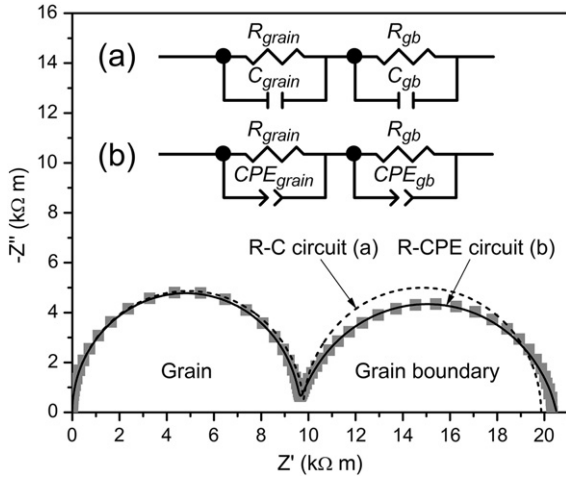 16
14
12
10
8
6
4
2
0
-Z'' (kΩ m)
(a)
R_grain
C_grain
R_gb
C_gb
(b)
R_grain
CPE_grain
R_gb
CPE_gb
R-C circuit (a)
R-CPE circuit (b)
Grain
Grain boundary
0 2 4 6 8 10 12 14 16 18 20
Z' (kΩ m)